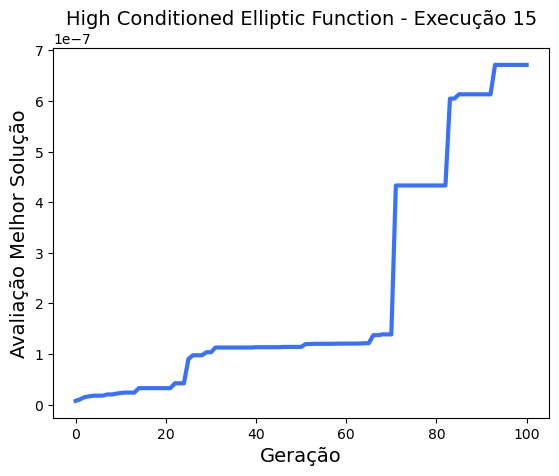 High Conditioned Elliptic Function - Execução 15
1e−7
7
6
5
4
3
2
1
0
Avaliação Melhor Solução
0 20 40 60 80 100
Geração